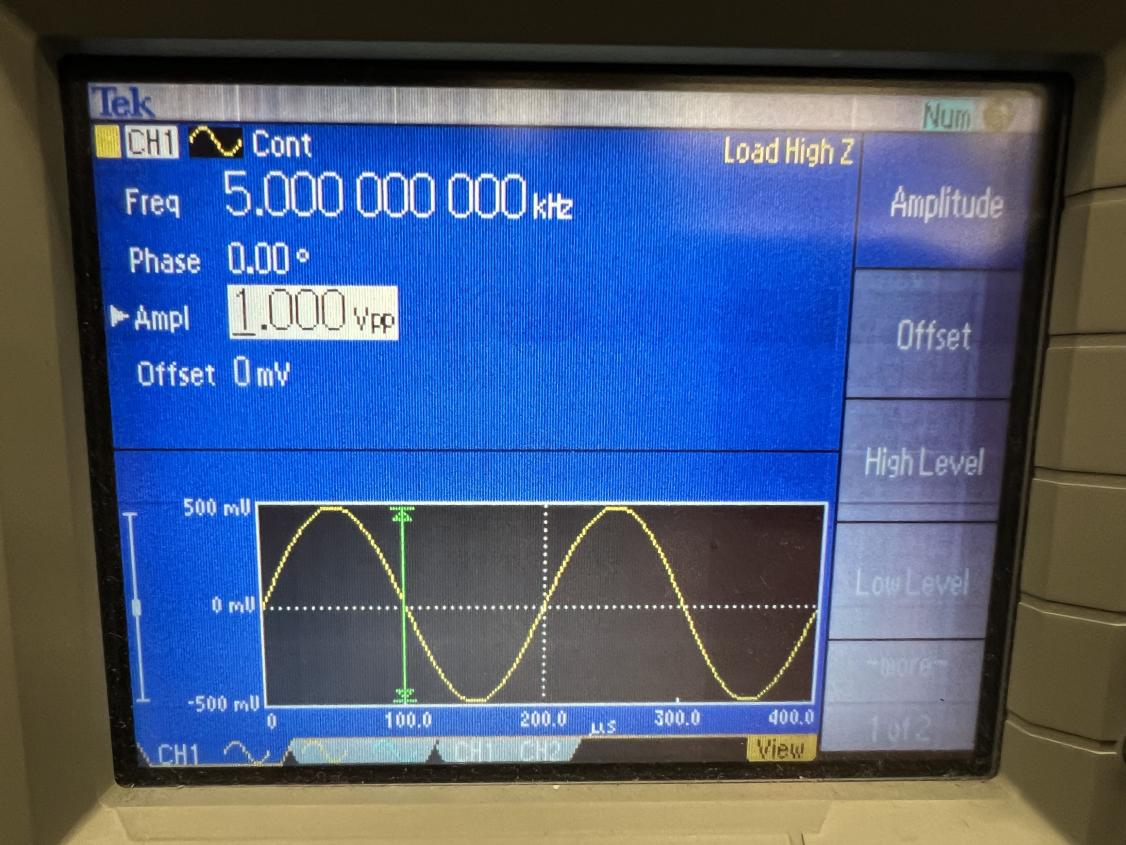 Tek
Num
CH1 Cont
Load High Z
Freq 5.000 000 000 kHz
Phase 0.00 °
Ampl 1.000 Vpp
Offset 0 mV
Amplitude
Offset
High Level
Low Level
-more-
1 of 2
500 mV
0 mV
-500 mV
0 100.0 200.0 µs 300.0 400.0
CH1
CH1 CH2
View